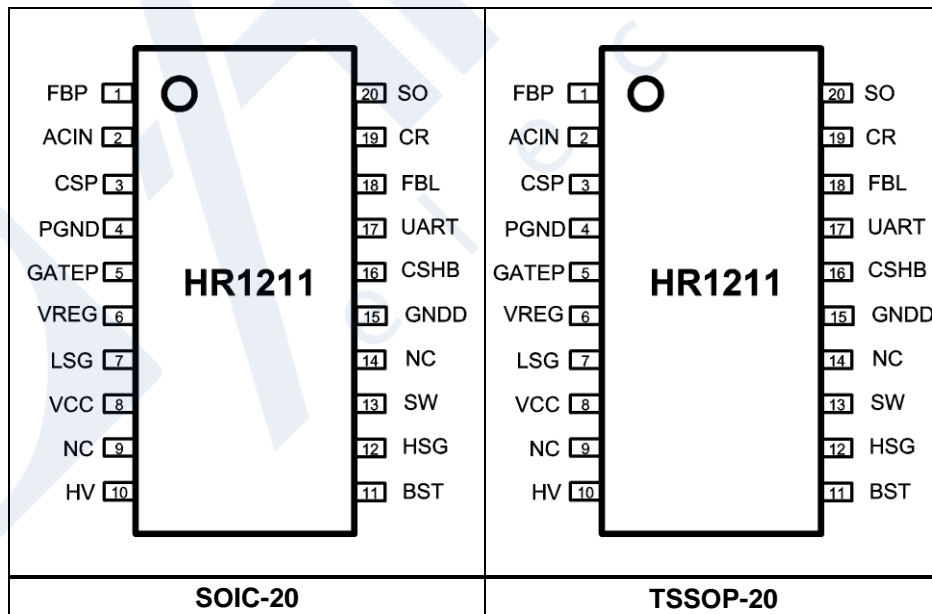 FBP 1 20 SO
ACIN 2 19 CR
CSP 3 18 FBL
PGND 4 17 UART
GATEP 5 16 CSHB
HR1211
VREG 6 15 GNDD
LSG 7 14 NC
VCC 8 13 SW
NC 9 12 HSG
HV 10 11 BST
SOIC-20
FBP 1 20 SO
ACIN 2 19 CR
CSP 3 18 FBL
PGND 4 17 UART
GATEP 5 16 CSHB
HR1211
VREG 6 15 GNDD
LSG 7 14 NC
VCC 8 13 SW
NC 9 12 HSG
HV 10 11 BST
TSSOP-20